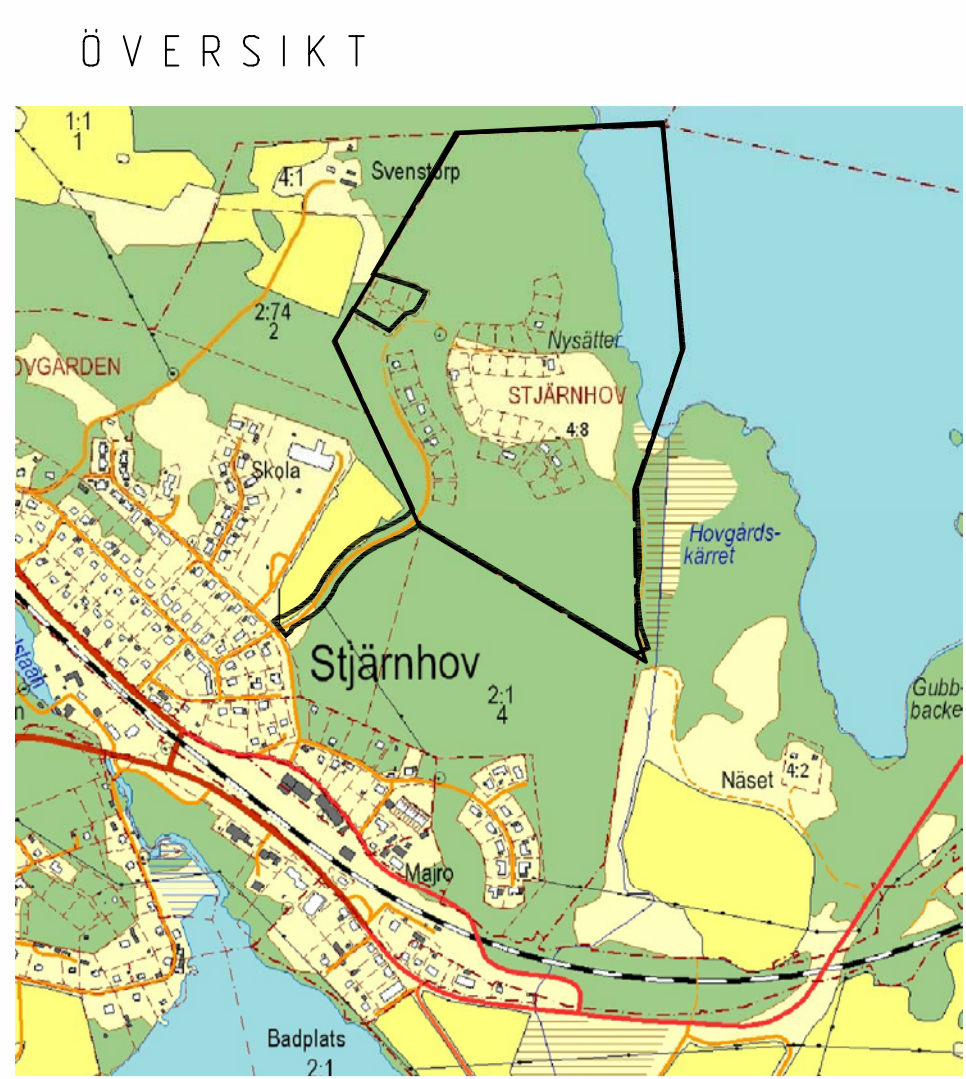 ÖVERSIKT
1:1
1
4:1
Svenstorp
2:74
2
Nysätter
OVGÅRDEN
STJÄRNHOV
4:8
Skola
Hovgårds-
kärret
Stjärnhov
2:1
4
Gubb-
backe
n
Näset
4:2
Majro
Badplats
2:1